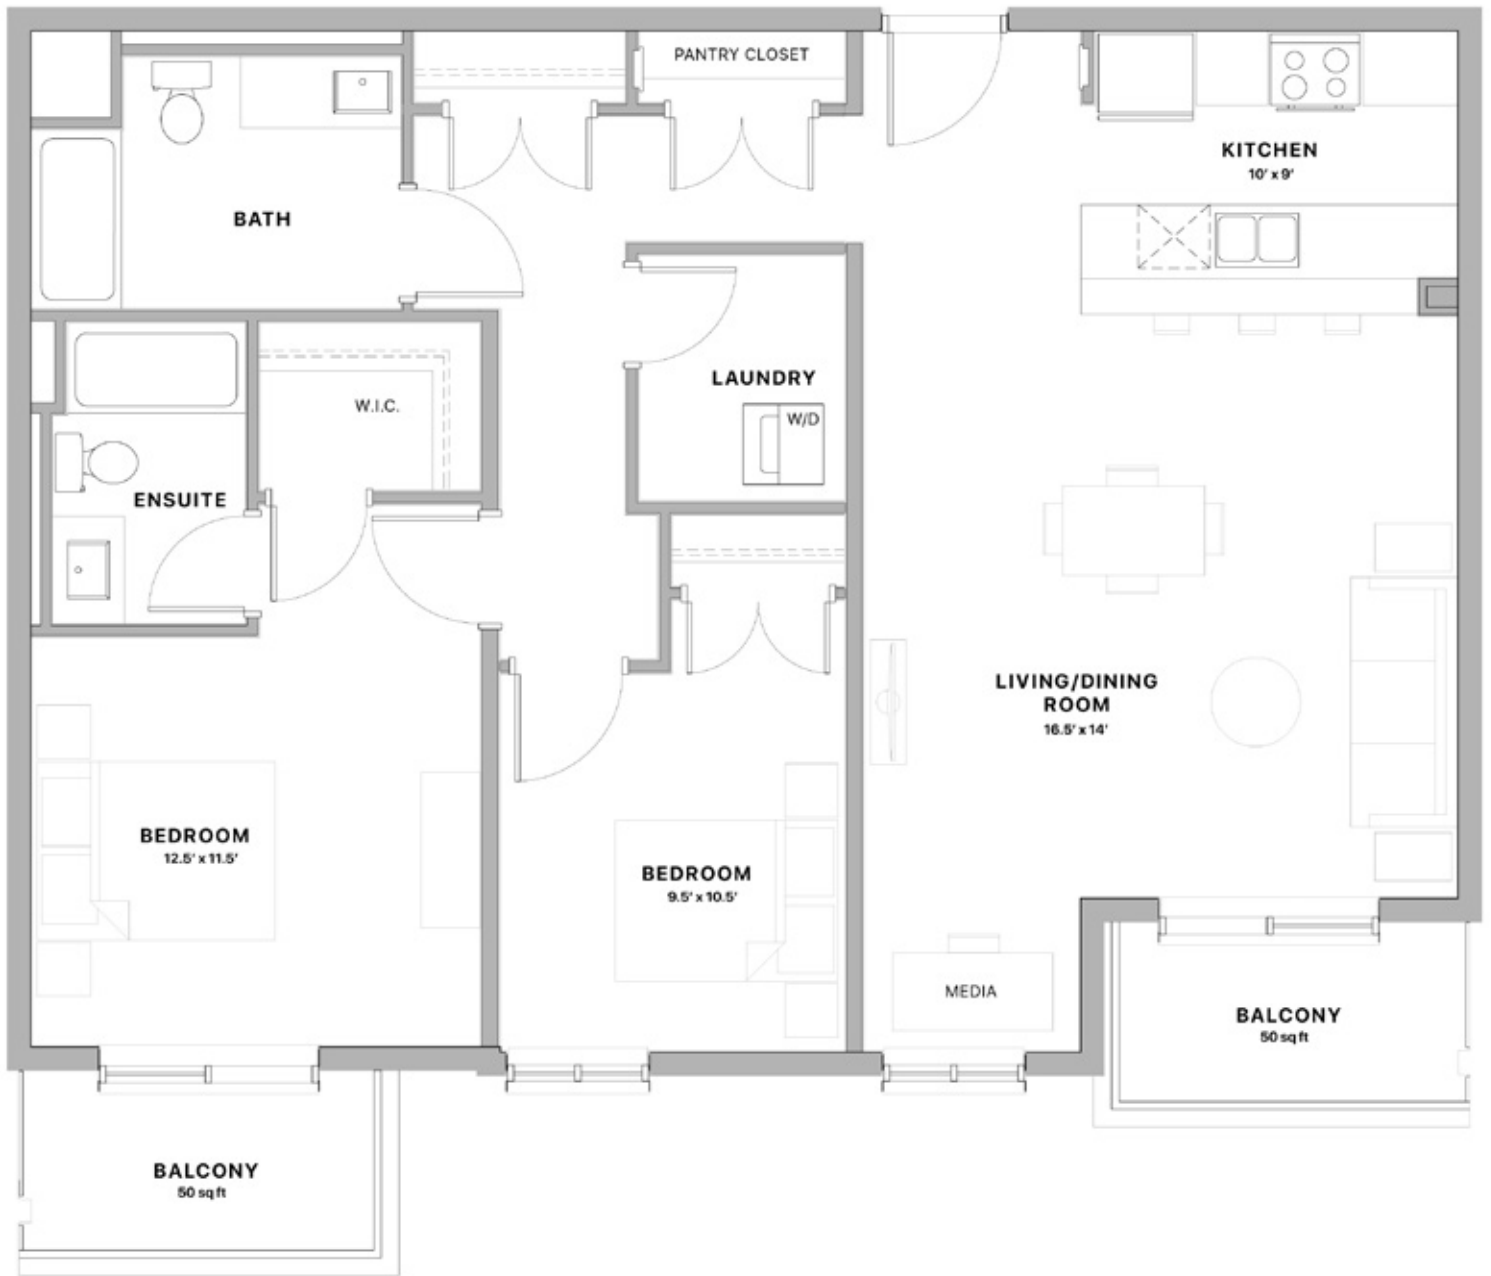 PANTRY CLOSET
KITCHEN
10' x 9'
BATH
LAUNDRY
W/D
W.I.C.
ENSUITE
LIVING/DINING
ROOM
16.5' x 14'
BEDROOM
12.5' x 11.5'
BEDROOM
9.5' x 10.5'
MEDIA
BALCONY
50 sq ft
BALCONY
50 sq ft